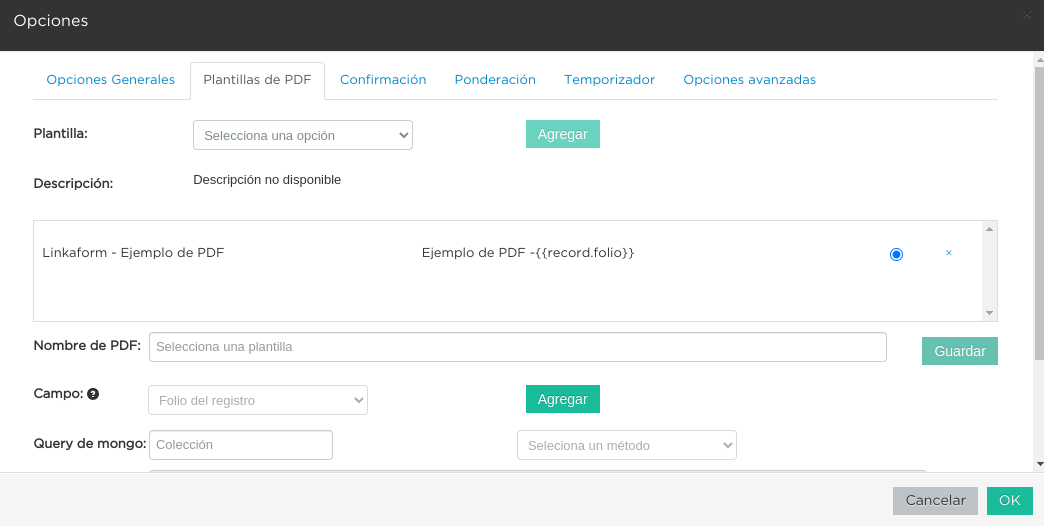 Opciones
×
Opciones Generales Plantillas de PDF Confirmación Ponderación Temporizador Opciones avanzadas
Plantilla: Selecciona una opción Agregar
Descripción: Descripción no disponible
Linkaform - Ejemplo de PDF Ejemplo de PDF -{{record.folio}} ×
Nombre de PDF: Selecciona una plantilla Guardar
Campo: ? Folio del registro Agregar
Query de mongo: Colección Seleciona un método
Cancelar OK